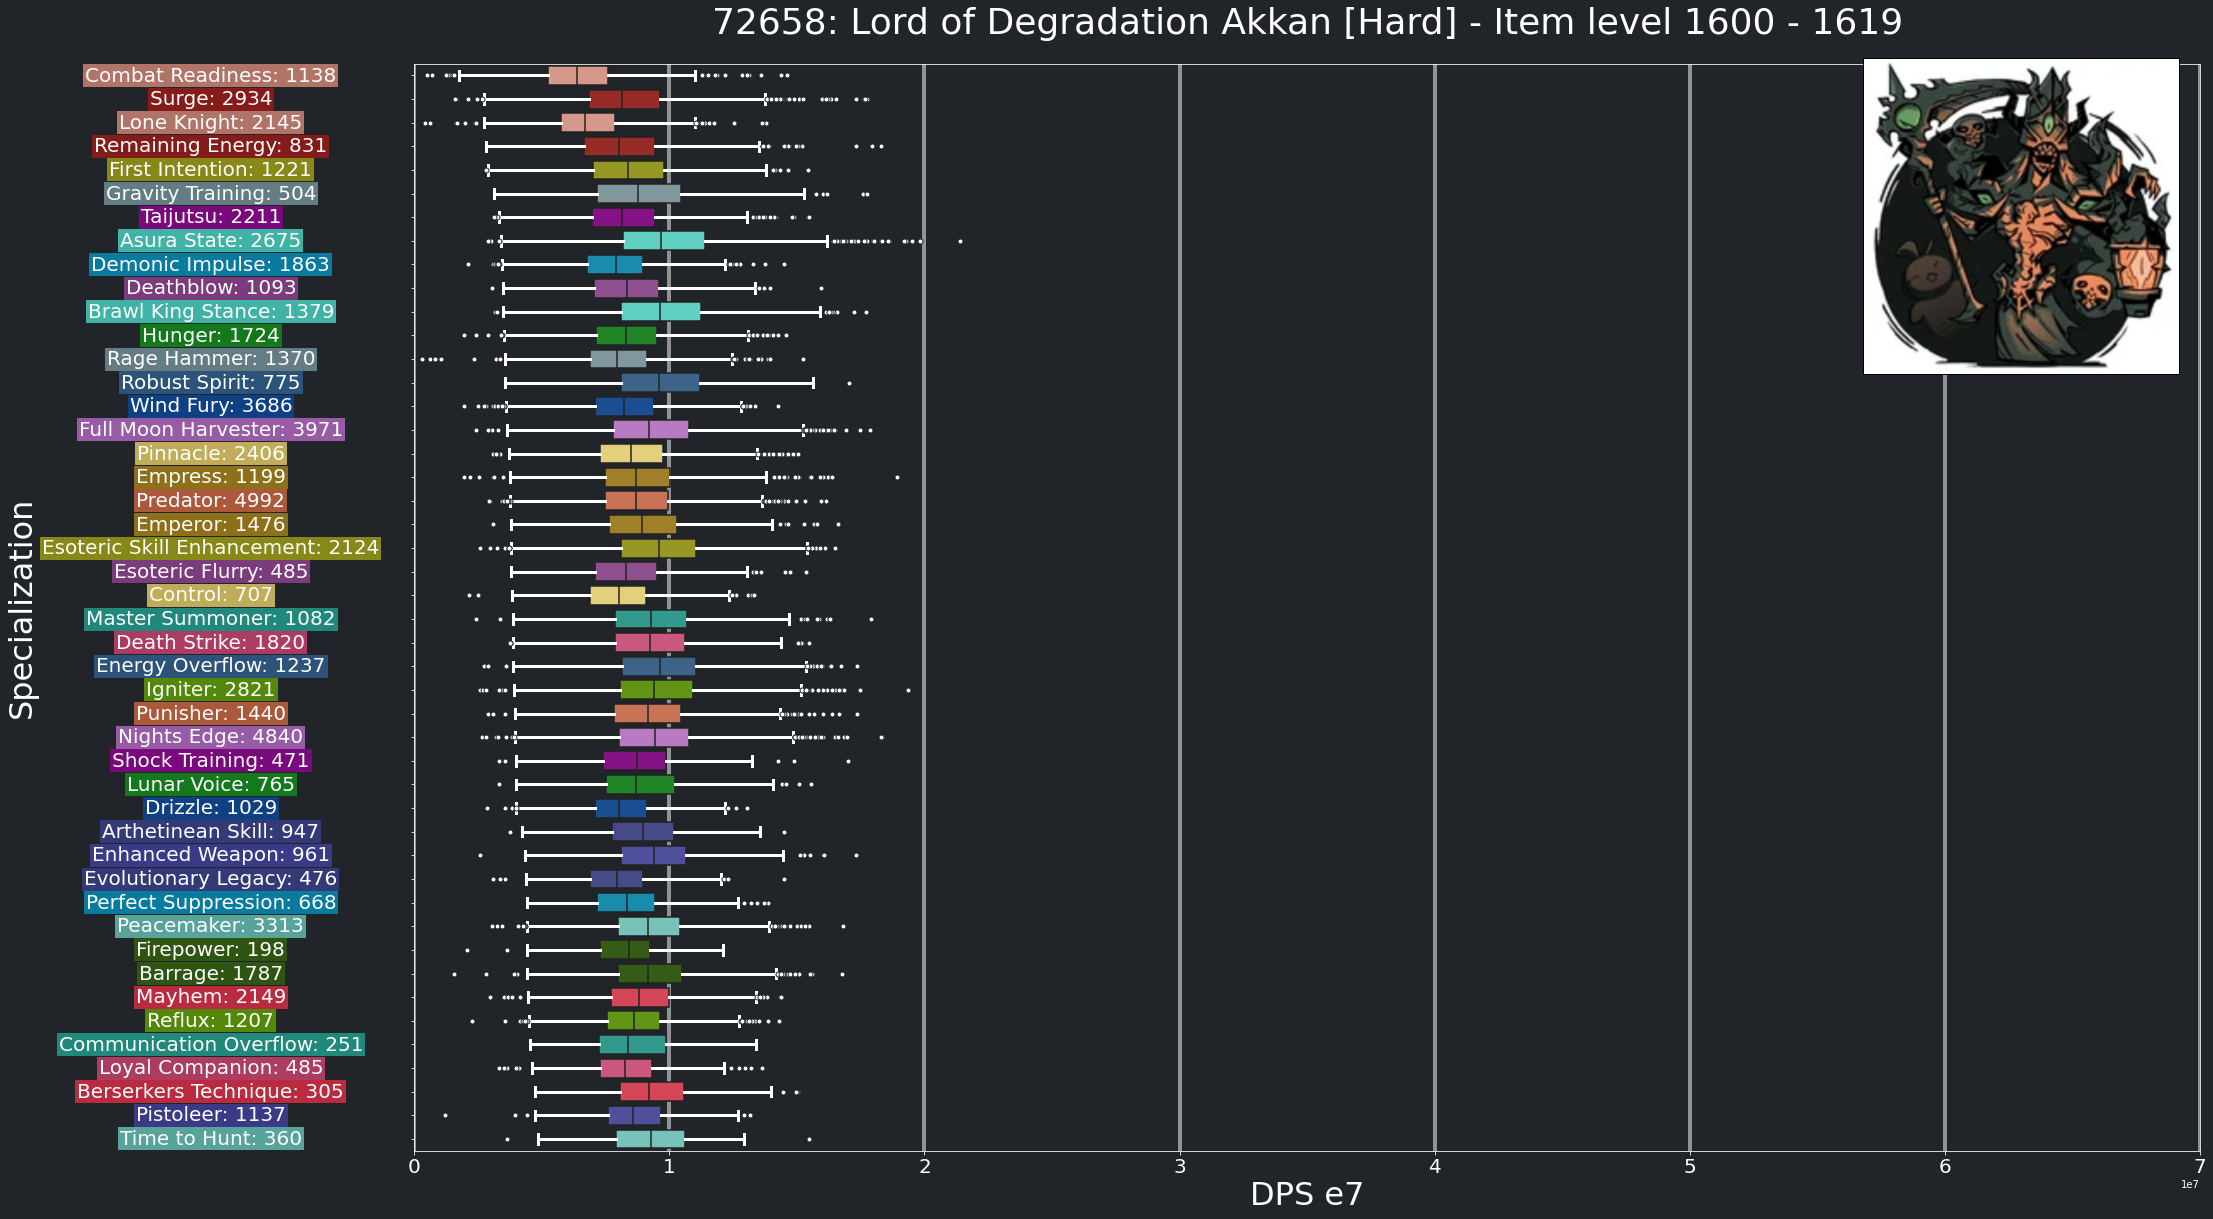 72658: Lord of Degradation Akkan [Hard] - Item level 1600 - 1619
Combat Readiness: 1138
Surge: 2934
Lone Knight: 2145
Remaining Energy: 831
First Intention: 1221
Gravity Training: 504
Taijutsu: 2211
Asura State: 2675
Demonic Impulse: 1863
Deathblow: 1093
Brawl King Stance: 1379
Hunger: 1724
Rage Hammer: 1370
Robust Spirit: 775
Wind Fury: 3686
Full Moon Harvester: 3971
Pinnacle: 2406
Empress: 1199
Predator: 4992
Emperor: 1476
Esoteric Skill Enhancement: 2124
Esoteric Flurry: 485
Control: 707
Master Summoner: 1082
Death Strike: 1820
Energy Overflow: 1237
Igniter: 2821
Punisher: 1440
Nights Edge: 4840
Shock Training: 471
Lunar Voice: 765
Drizzle: 1029
Arthetinean Skill: 947
Enhanced Weapon: 961
Evolutionary Legacy: 476
Perfect Suppression: 668
Peacemaker: 3313
Firepower: 198
Barrage: 1787
Mayhem: 2149
Reflux: 1207
Communication Overflow: 251
Loyal Companion: 485
Berserkers Technique: 305
Pistoleer: 1137
Time to Hunt: 360
Specialization
0 1 2 3 4 5 6 7
1e7
DPS e7